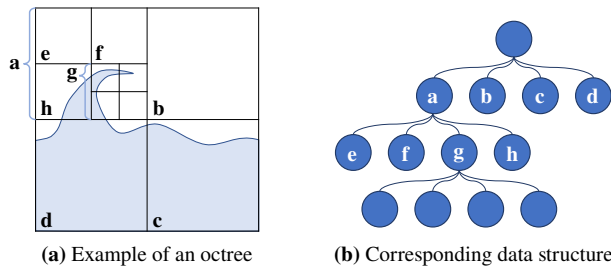 e f
a g
h b
d c
(a) Example of an octree
a b c d
e f g h
(b) Corresponding data structure